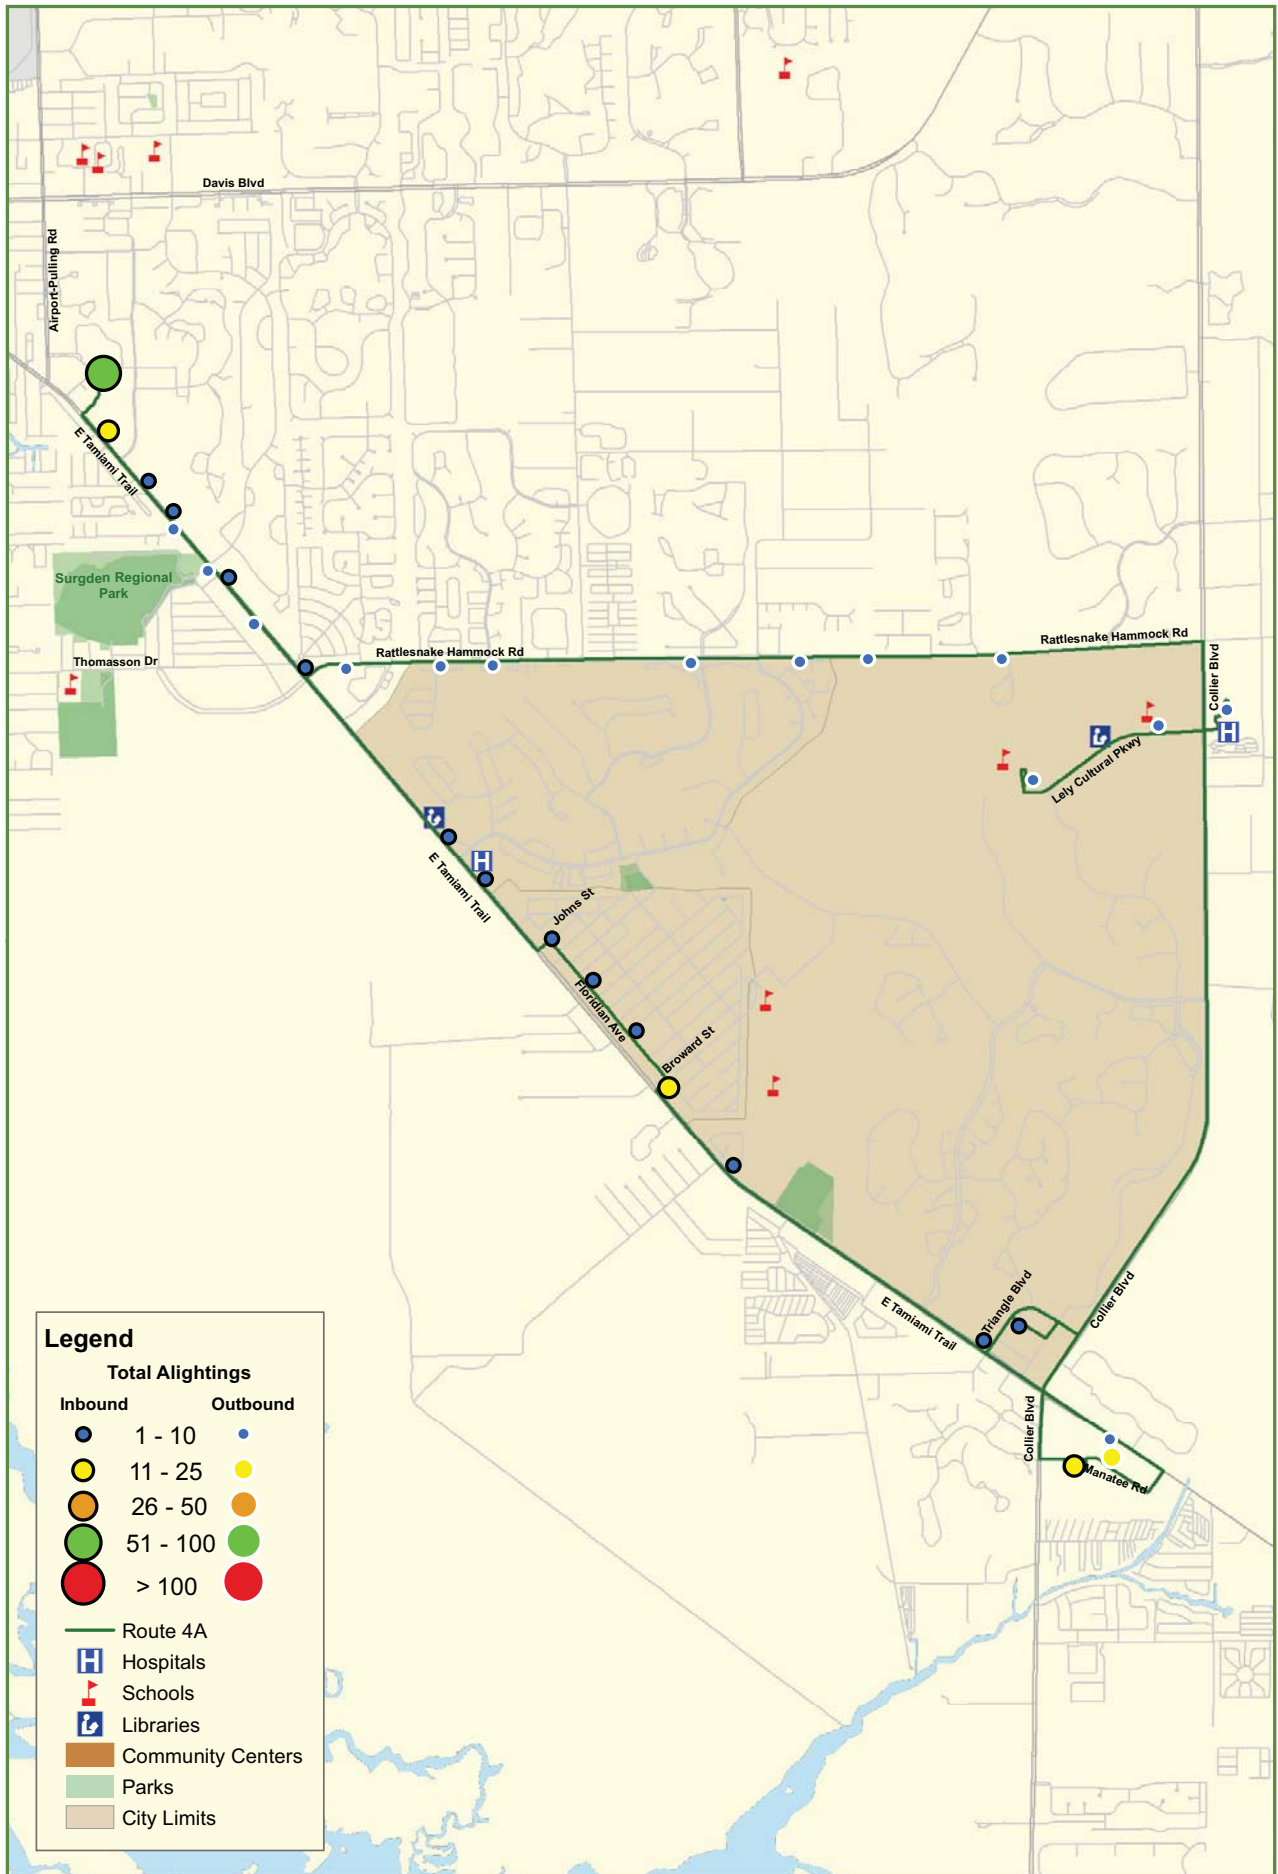 Davis Blvd
Airport-Pulling Rd
E Tamiami Trail
Surgden Regional
Park
Thomasson Dr
Rattlesnake Hammock Rd
Rattlesnake Hammock Rd
Collier Blvd
H
Lely Cultural Pkwy
H
E Tamiami Trail
Johns St
Floridian Ave
Broward St
Triangle Blvd
E Tamiami Trail
Collier Blvd
Collier Blvd
Manatee Rd
Legend
Total Alightings
Inbound Outbound
1 - 10
11 - 25
26 - 50
51 - 100
> 100
Route 4A
H Hospitals
Schools
Libraries
Community Centers
Parks
City Limits